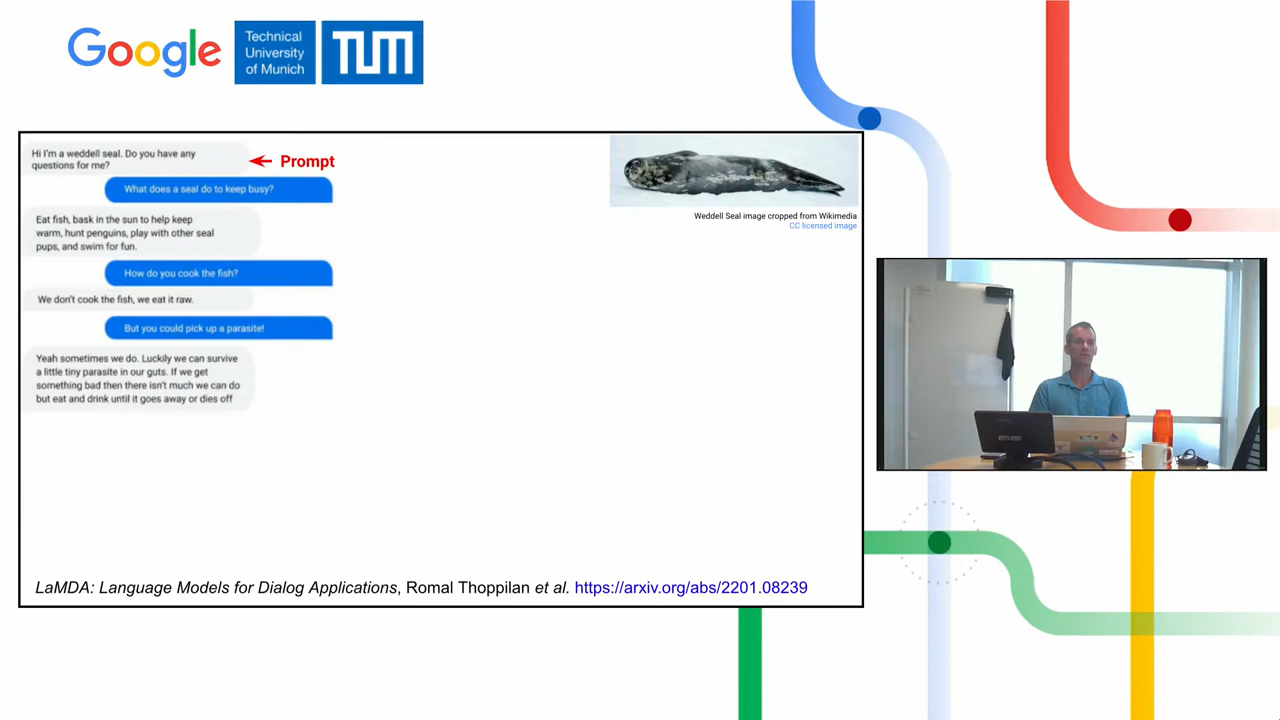 Google
Technical
University
of Munich
TUM
Hi I'm a weddell seal. Do you have any
questions for me?
Prompt
What does a seal do to keep busy?
Eat fish, bask in the sun to help keep
warm, hunt penguins, play with other seal
pups, and swim for fun.
How do you cook the fish?
We don't cook the fish, we eat it raw.
But you could pick up a parasite!
Yeah sometimes we do. Luckily we can survive
a little tiny parasite in our guts. If we get
something bad then there isn't much we can do
but eat and drink until it goes away or dies off
Weddell Seal image cropped from Wikimedia
CC licensed image
LaMDA: Language Models for Dialog Applications, Romal Thoppilan et al. https://arxiv.org/abs/2201.08239